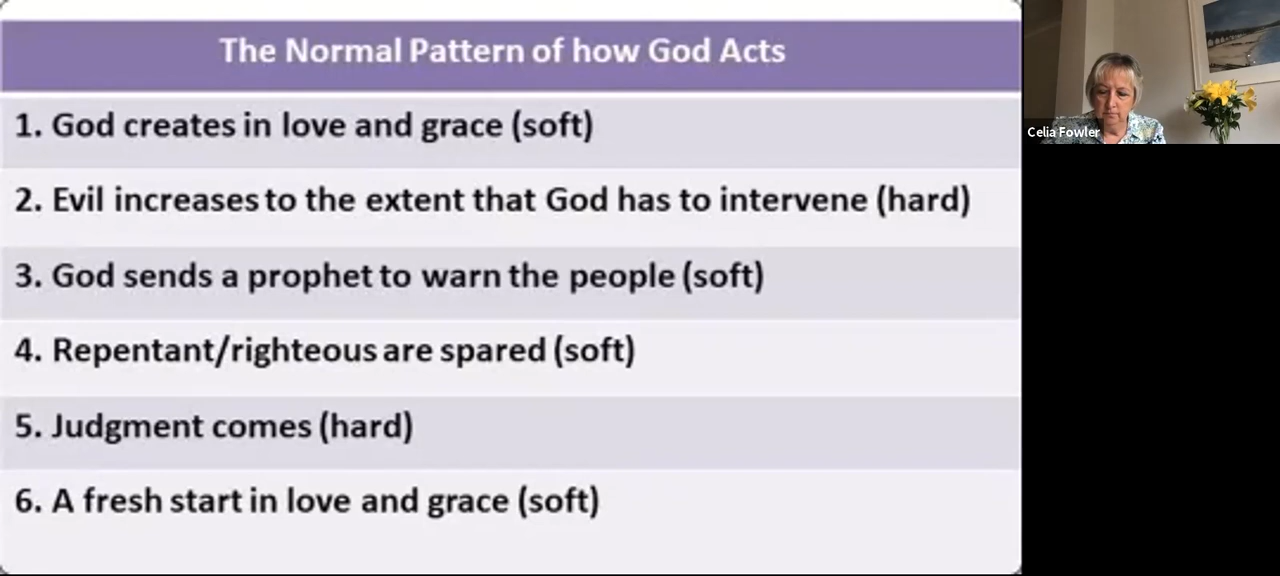 The Normal Pattern of how God Acts
1. God creates in love and grace (soft)
2. Evil increases to the extent that God has to intervene (hard)
3. God sends a prophet to warn the people (soft)
4. Repentant/righteous are spared (soft)
5. Judgment comes (hard)
6. A fresh start in love and grace (soft)
Celia Fowler